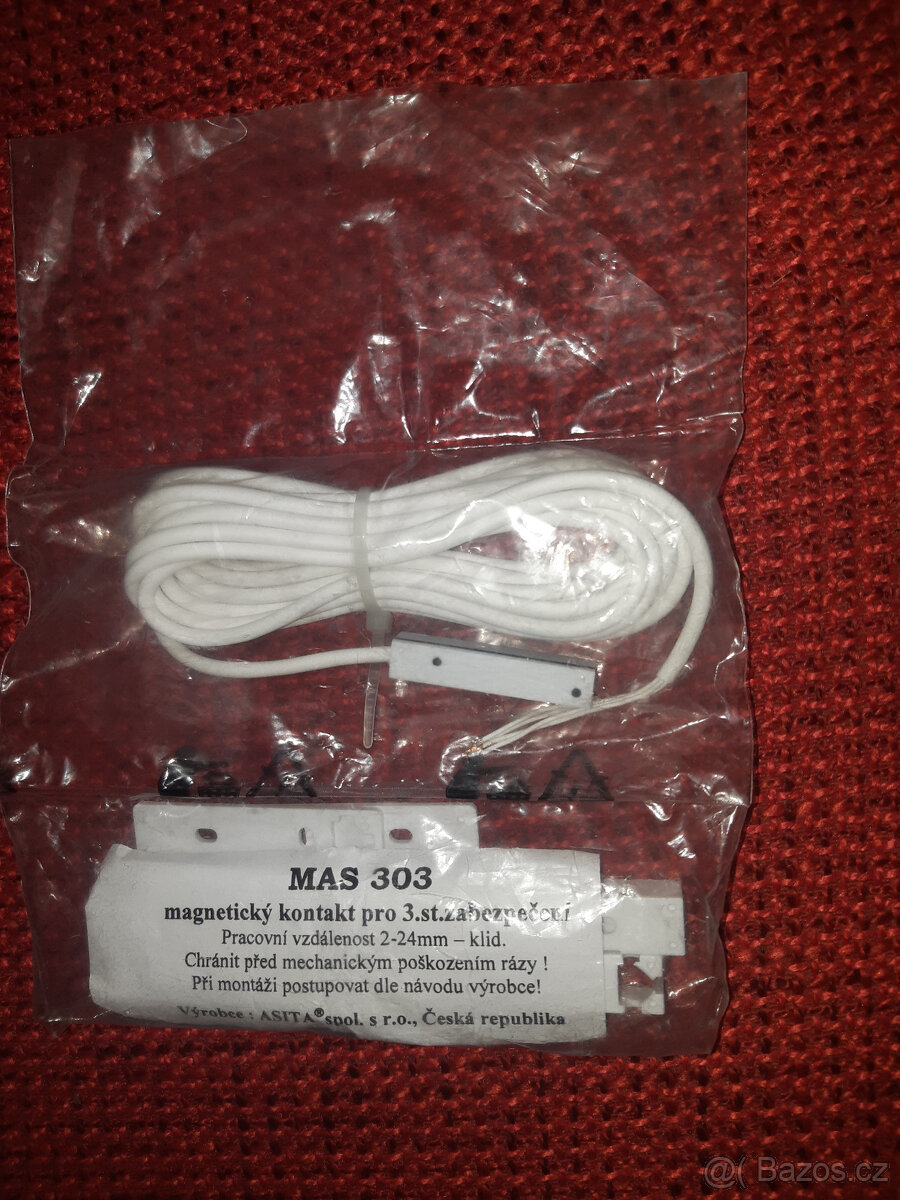 MAS 303
magnetický kontakt pro 3.st.zabezpečení
Pracovní vzdálenost 2-24mm – klid.
Chránit před mechanickým poškozením rázy !
Při montáži postupovat dle návodu výrobce!
Výrobce : ASITA® spol. s r.o., Česká republika
@( Bazos.cz